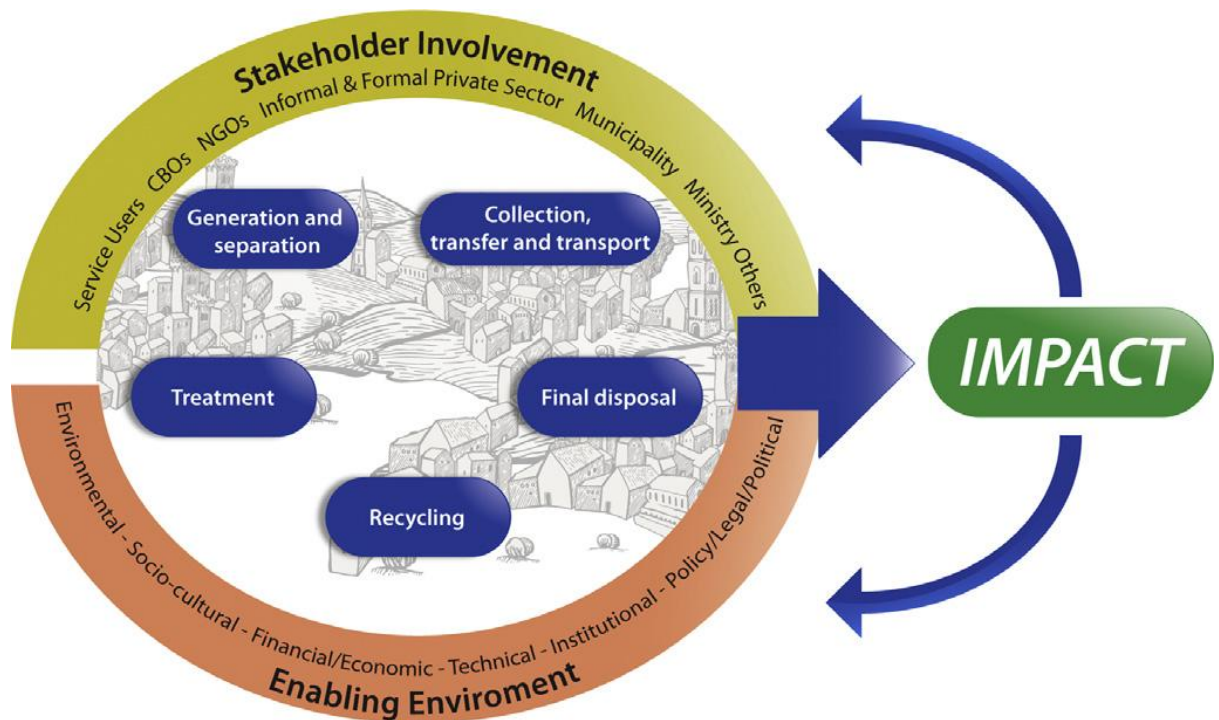 Stakeholder Involvement
Service Users CBOs NGOs Informal & Formal Private Sector Municipality Ministry Others
Generation and
separation
Collection,
transfer and transport
Treatment
Final disposal
Recycling
IMPACT
Environmental - Socio-cultural - Financial/Economic - Technical - Institutional - Policy/Legal/Political
Enabling Enviroment